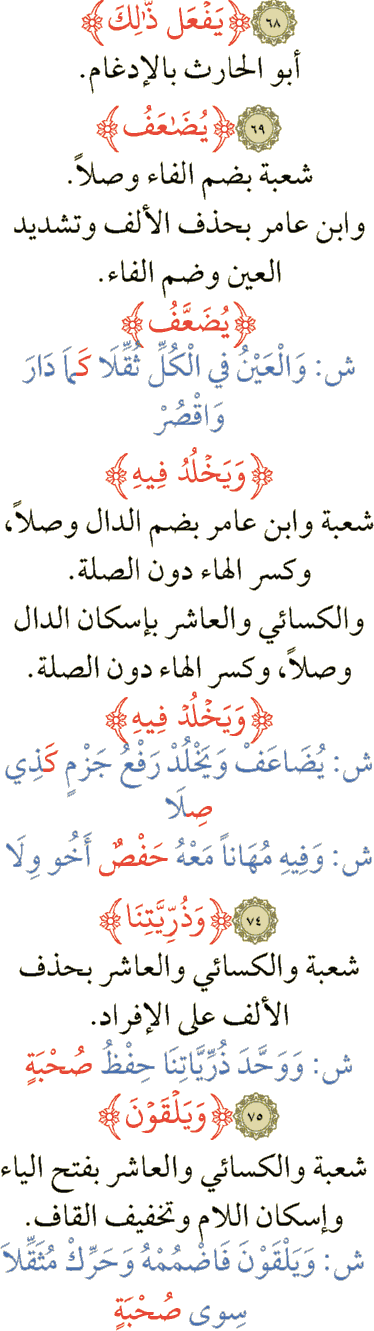 ٦٨ ﴿يَفْعَل ذَّٰلِكَ﴾
أبو الحارث بالإدغام.
٦٩ ﴿يُضَٰعَفُ﴾
شعبة بضم الفاء وصلاً.
وابن عامر بحذف الألف وتشديد
العين وضم الفاء.
﴿يُضَعَّفُ﴾
ش: وَالْعَيْنُ فِي الْكُلِّ ثُقِّلَا كَمَا دَارَ
وَاقْصُرْ
﴿وَيَخْلُدُ فِيهِ﴾
شعبة وابن عامر بضم الدال وصلاً،
وكسر الهاء دون الصلة.
والكسائي والعاشر بإسكان الدال
وصلاً، وكسر الهاء دون الصلة.
﴿وَيَخْلُدْ فِيهِ﴾
ش: يُضَاعَفْ وَيَخْلُدْ رَفْعُ جَزْمٍ كَذِي
صِلَا
ش: وَفِيهِ مُهَاناً مَعْهُ حَفْصٌ أَخُو وِلَا
٧٤ ﴿وَذُرِّيَّتِنَا﴾
شعبة والكسائي والعاشر بحذف
الألف على الإفراد.
ش: وَوَحَّدَ ذُرِّيَّاتِنَا حِفْظُ صُحْبَةٍ
٧٥ ﴿وَيَلْقَوْنَ﴾
شعبة والكسائي والعاشر بفتح الياء
وإسكان اللام وتخفيف القاف.
ش: وَيَلْقَوْنَ فَاضْمُمْهُ وَحَرِّكْ مُثَقِّلاَ
سِوى صُحْبَةٍ